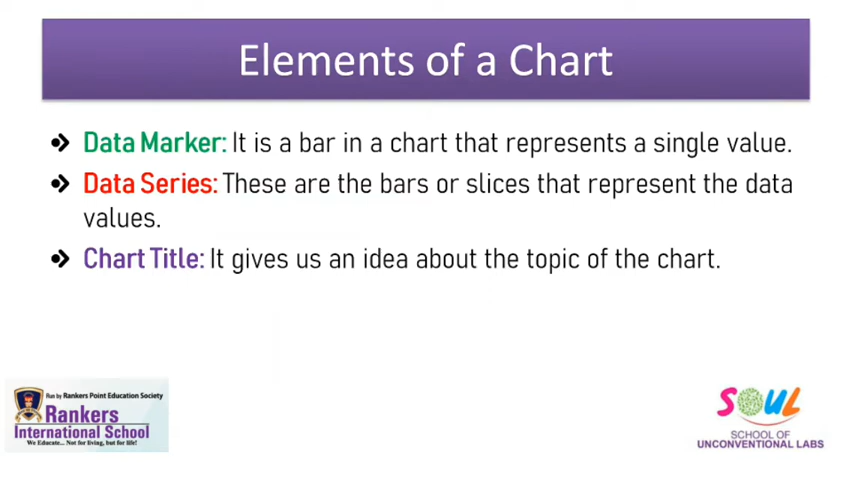 Elements of a Chart
Data Marker: It is a bar in a chart that represents a single value.
Data Series: These are the bars or slices that represent the data
values.
Chart Title: It gives us an idea about the topic of the chart.
Run by Rankers Point Education Society
Rankers
International School
We Educate... Not for living, but for life!
SOUL
SCHOOL OF
UNCONVENTIONAL LABS